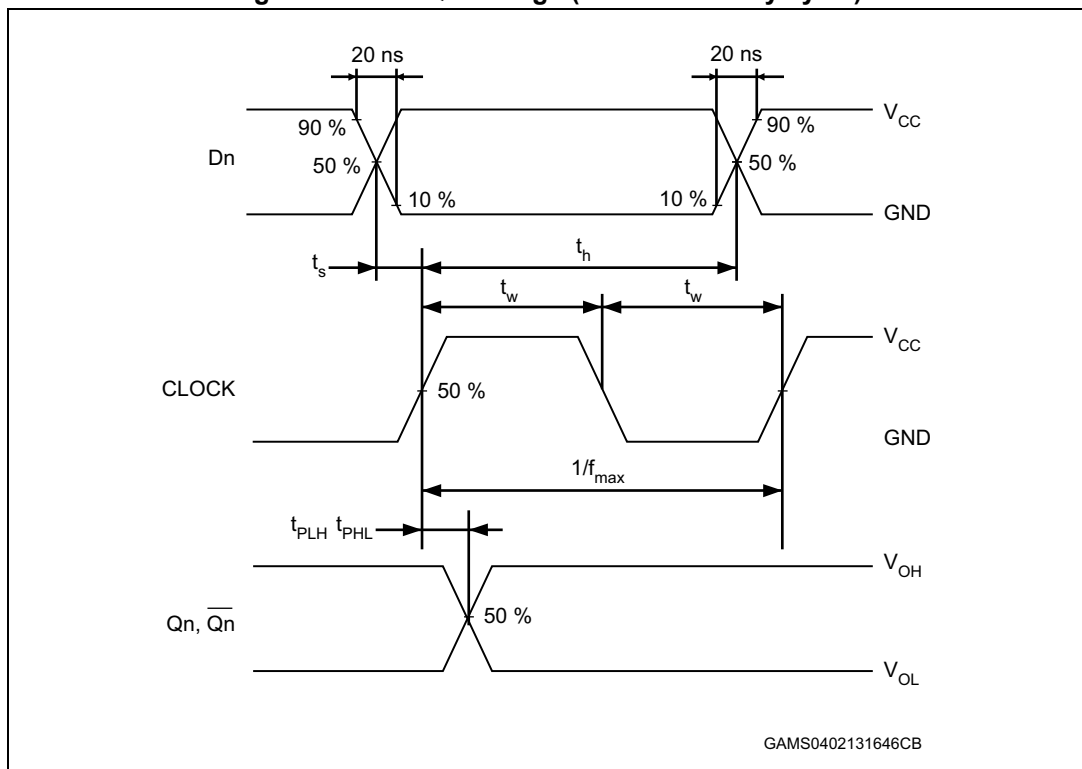 20 ns
20 ns
90 %
90 %
V_CC
Dn
50 %
50 %
10 %
10 %
GND
t_s
t_h
t_w
t_w
V_CC
CLOCK
50 %
GND
1/f_max
t_PLH t_PHL
V_OH
Qn, Q̅n̅
50 %
V_OL
GAMS0402131646CB